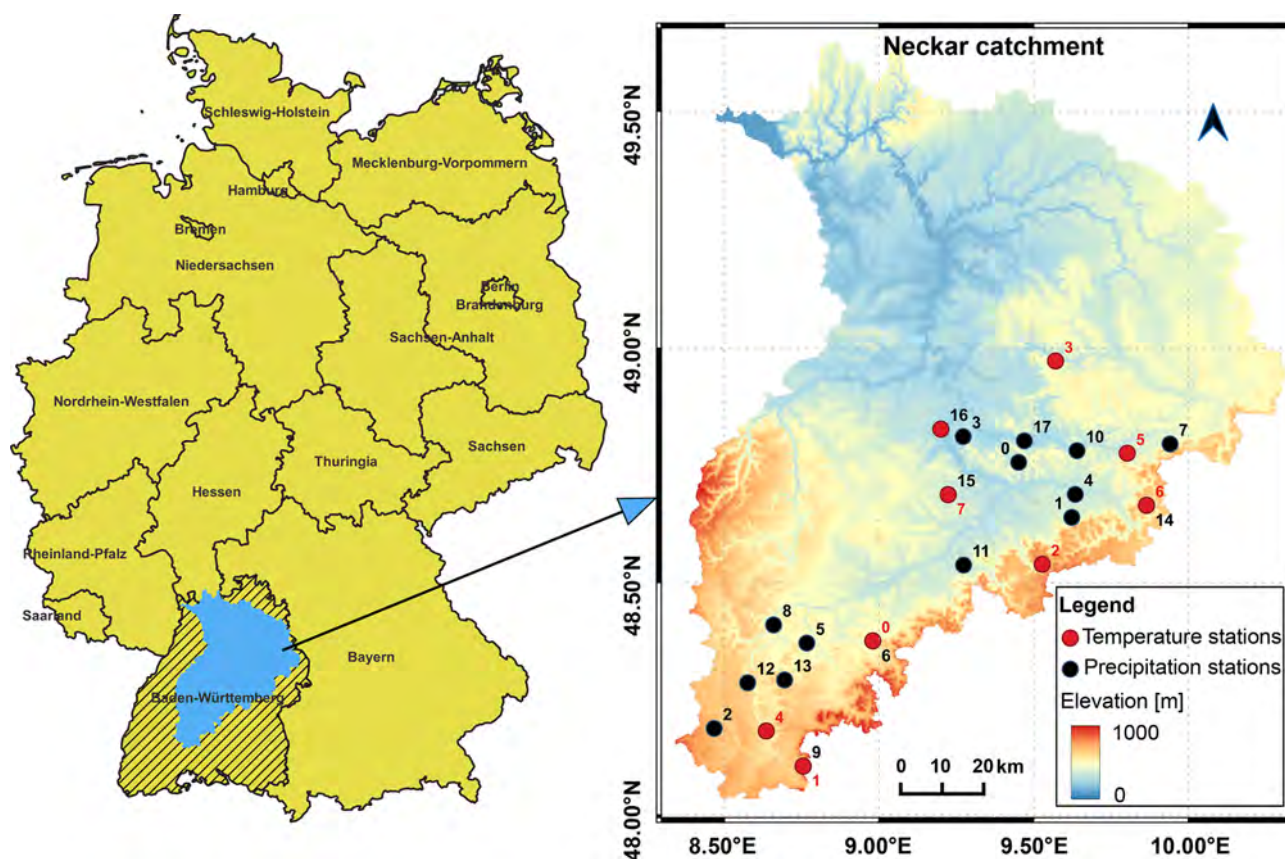 Schleswig-Holstein
Mecklenburg-Vorpommern
Hamburg
Bremen
Niedersachsen
Berlin
Brandenburg
Sachsen-Anhalt
Nordrhein-Westfalen
Sachsen
Thuringia
Hessen
Rheinland-Pfalz
Saarland
Bayern
Baden-Württemberg
Neckar catchment
49.50°N
49.00°N
48.50°N
48.00°N
3
16
3
17
10
5
7
0
15
7
4
1
6
14
11
2
8
5
0
6
12
13
2
4
9
1
0 10 20 km
Legend
Temperature stations
Precipitation stations
Elevation [m]
1000
0
8.50°E 9.00°E 9.50°E 10.00°E